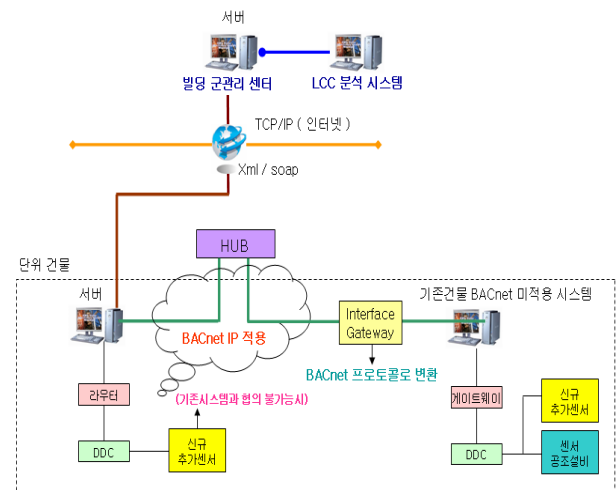 서버
빌딩 군관리 센터
LCC 분석 시스템
TCP/IP ( 인터넷 )
Xml / soap
HUB
단위 건물
서버
기존건물 BACnet 미적용 시스템
BACnet IP 적용
Interface
Gateway
BACnet 프로토콜로 변환
라우터
(기존시스템과 협의 불가능시)
게이트웨이
신규
추가센서
DDC
신규
추가센서
DDC
센서
공조설비